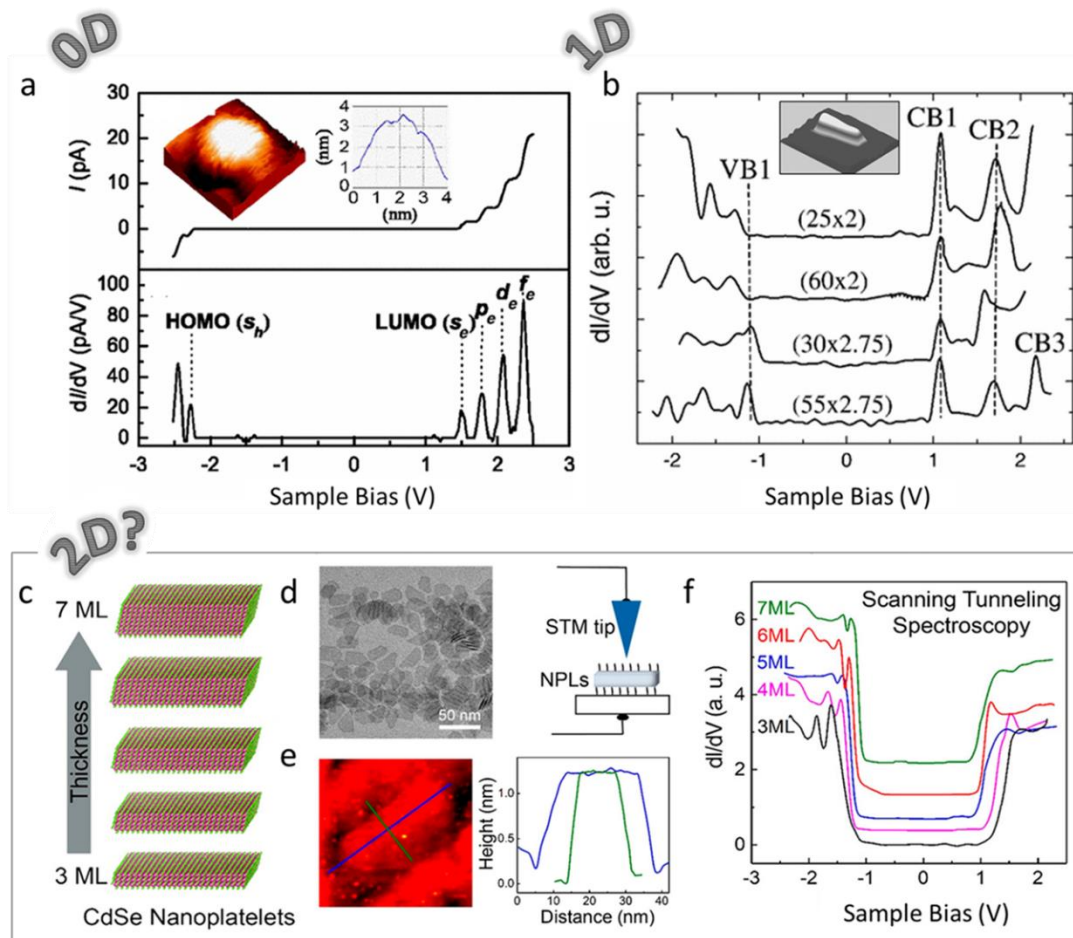 0D
1D
a
30
20
10
0
-10
I (pA)
4
3
2
1
0
(nm)
0 1 2 3 4
(nm)
100
80
60
40
20
0
dI/dV (pA/V)
HOMO (sh)
LUMO (se)
pe
de
fe
-3 -2 -1 0 1 2 3
Sample Bias (V)
b
VB1
CB1
CB2
CB3
(25x2)
(60x2)
(30x2.75)
(55x2.75)
dI/dV (arb. u.)
-2 -1 0 1 2
Sample Bias (V)
2D?
c
7 ML
Thickness
3 ML
CdSe Nanoplatelets
d
50 nm
STM tip
NPLs
e
Height (nm)
1.0
0.5
0.0
0 10 20 30 40
Distance (nm)
f
Scanning Tunneling
Spectroscopy
7ML
6ML
5ML
4ML
3ML
6
4
2
0
dI/dV (a. u.)
-2 -1 0 1 2
Sample Bias (V)